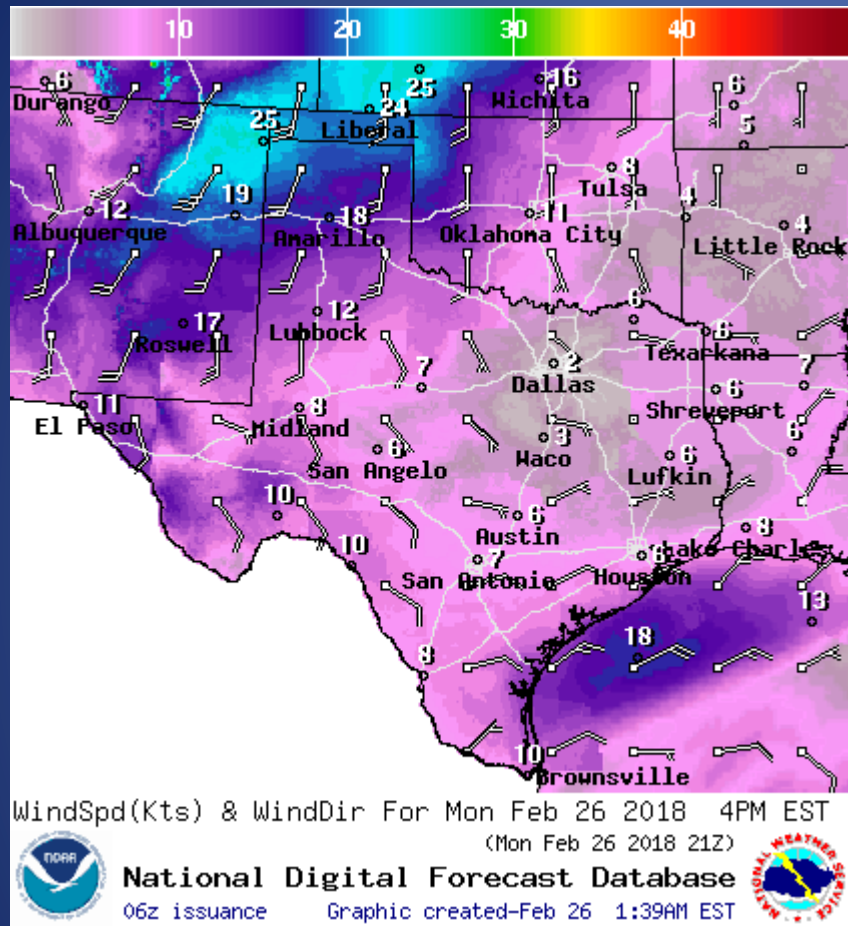 10 20 30 40
6 25 16 6
Durango 24 Wichita
25 Liberal 5
8
Tulsa
12 19 18 11 4 4
Albuquerque Amarillo Oklahoma City Little Rock
17 12 6 6
Roswell Lubbock Texarkana
7 2 7
Dallas 6
11 8 Shreveport
El Paso Midland 3 6
6 Waco
San Angelo 6
Lufkin
10 6 8
Austin
10 7 6 Lake Charles
San Antonio Houston
13
18
8
10
Brownsville
WindSpd(Kts) & WindDir For Mon Feb 26 2018 4PM EST
(Mon Feb 26 2018 21Z)
NOAA
National Digital Forecast Database
06z issuance Graphic created-Feb 26 1:39AM EST
NATIONAL WEATHER SERVICE